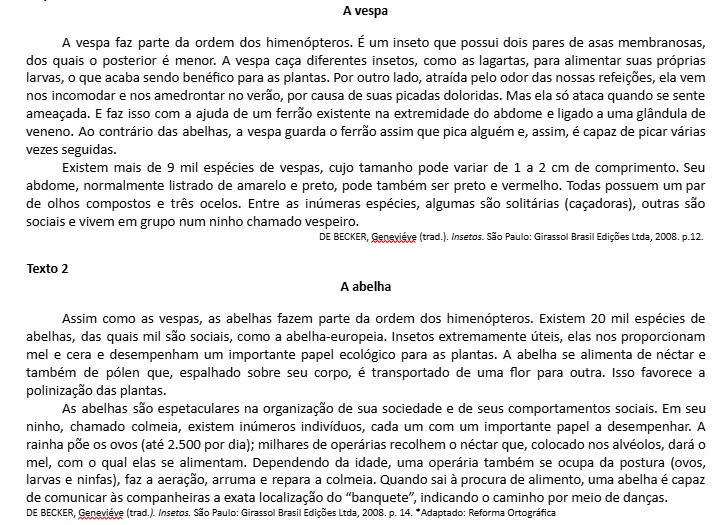 A vespa
A vespa faz parte da ordem dos himenópteros. É um inseto que possui dois pares de asas membranosas,
dos quais o posterior é menor. A vespa caça diferentes insetos, como as lagartas, para alimentar suas próprias
larvas, o que acaba sendo benéfico para as plantas. Por outro lado, atraída pelo odor das nossas refeições, ela vem
nos incomodar e nos amedrontar no verão, por causa de suas picadas doloridas. Mas ela só ataca quando se sente
ameaçada. E faz isso com a ajuda de um ferrão existente na extremidade do abdome e ligado a uma glândula de
veneno. Ao contrário das abelhas, a vespa guarda o ferrão assim que pica alguém e, assim, é capaz de picar várias
vezes seguidas.
Existem mais de 9 mil espécies de vespas, cujo tamanho pode variar de 1 a 2 cm de comprimento. Seu
abdome, normalmente listrado de amarelo e preto, pode também ser preto e vermelho. Todas possuem um par
de olhos compostos e três ocelos. Entre as inúmeras espécies, algumas são solitárias (caçadoras), outras são
sociais e vivem em grupo num ninho chamado vespeiro.
DE BECKER, Geneviéve (trad.). Insetos. São Paulo: Girassol Brasil Edições Ltda, 2008. p.12.
Texto 2
A abelha
Assim como as vespas, as abelhas fazem parte da ordem dos himenópteros. Existem 20 mil espécies de
abelhas, das quais mil são sociais, como a abelha-europeia. Insetos extremamente úteis, elas nos proporcionam
mel e cera e desempenham um importante papel ecológico para as plantas. A abelha se alimenta de néctar e
também de pólen que, espalhado sobre seu corpo, é transportado de uma flor para outra. Isso favorece a
polinização das plantas.
As abelhas são espetaculares na organização de sua sociedade e de seus comportamentos sociais. Em seu
ninho, chamado colmeia, existem inúmeros indivíduos, cada um com um importante papel a desempenhar. A
rainha põe os ovos (até 2.500 por dia); milhares de operárias recolhem o néctar que, colocado nos alvéolos, dará o
mel, com o qual elas se alimentam. Dependendo da idade, uma operária também se ocupa da postura (ovos,
larvas e ninfas), faz a aeração, arruma e repara a colmeia. Quando sai à procura de alimento, uma abelha é capaz
de comunicar às companheiras a exata localização do “banquete”, indicando o caminho por meio de danças.
DE BECKER, Geneviéve (trad.). Insetos. São Paulo: Girassol Brasil Edições Ltda, 2008. p. 14. *Adaptado: Reforma Ortográfica